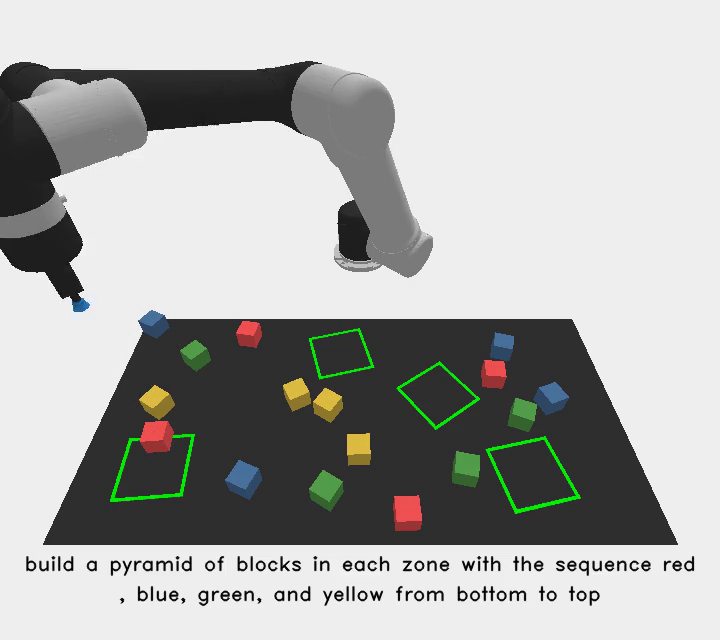 build a pyramid of blocks in each zone with the sequence red
, blue, green, and yellow from bottom to top